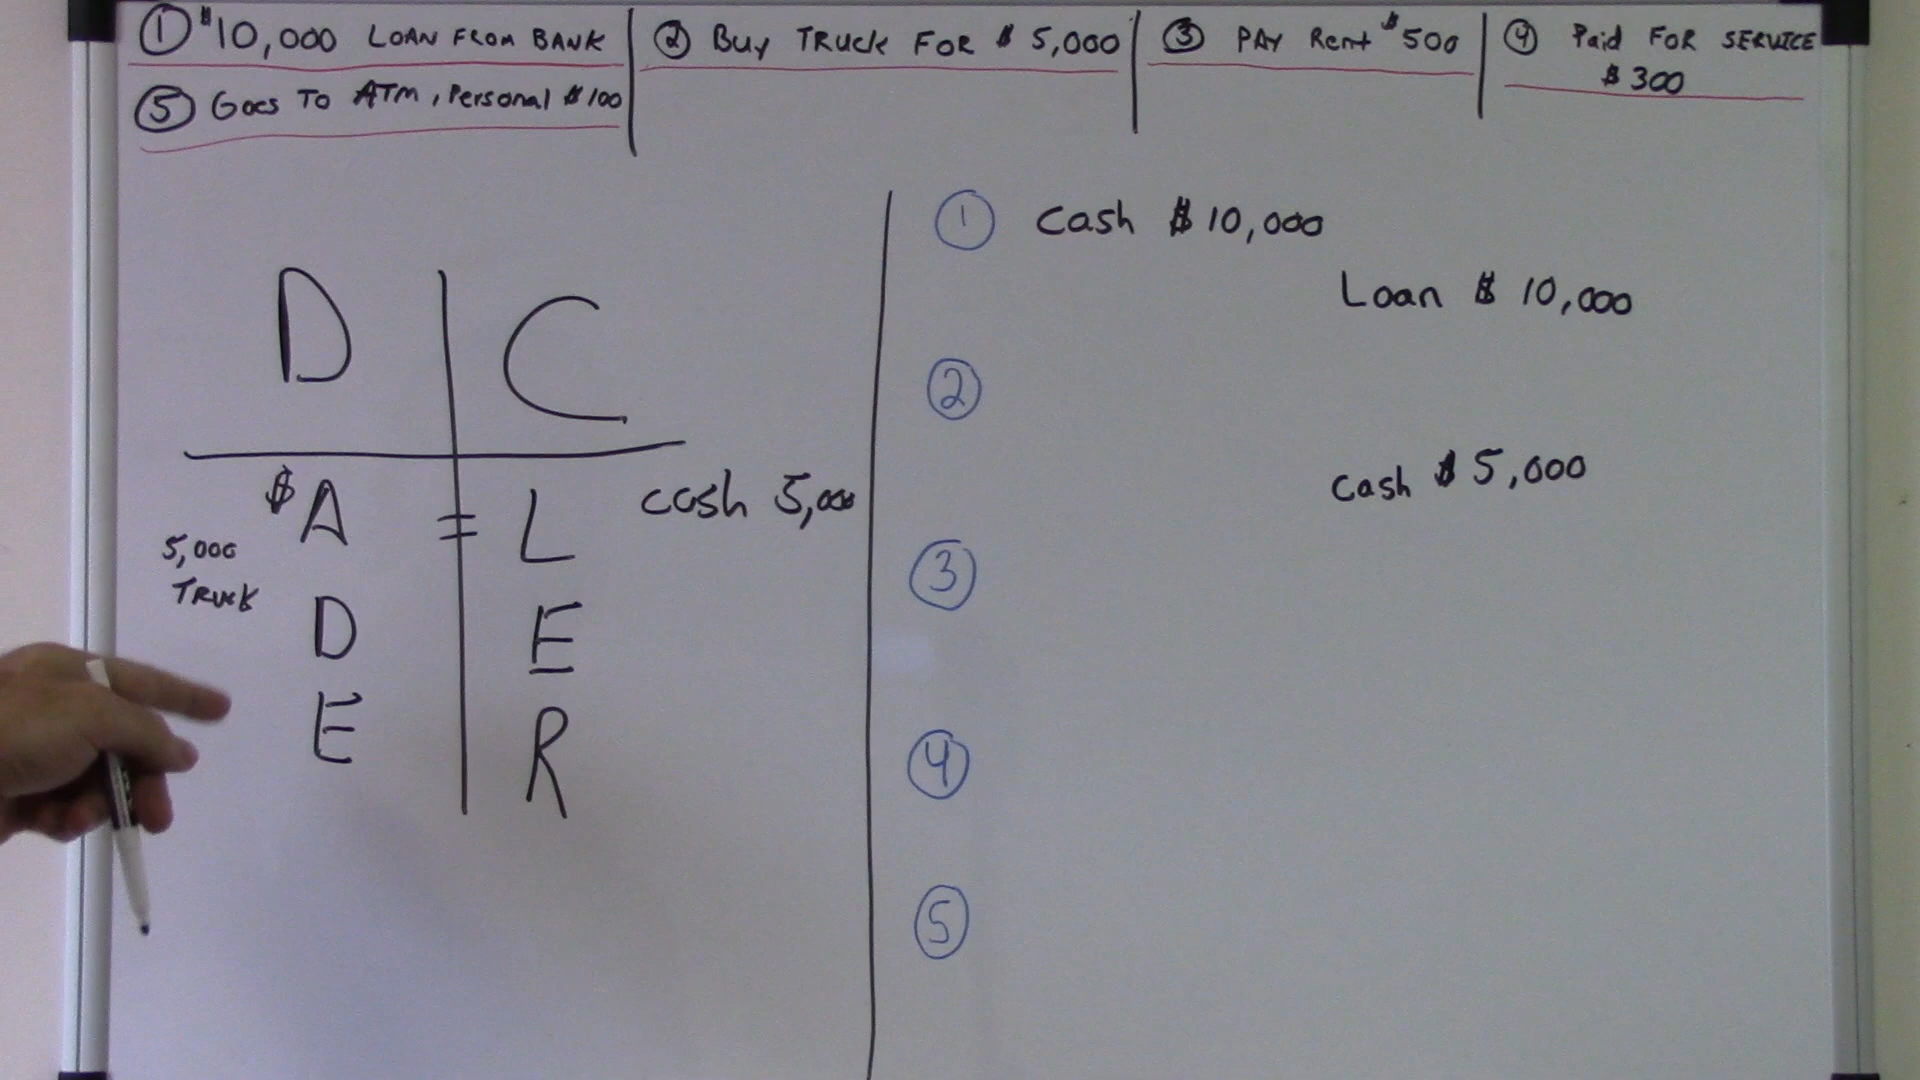 ① $10,000 LOAN FROM BANK
② Buy TRUCK FOR $ 5,000
③ PAY Rent $500
④ Paid FOR SERVICE
$ 300
⑤ Goes To ATM, Personal $100
D C
$ A = L cash 5,000
5,000
TRUCK
D E
E R
① Cash $ 10,000
Loan $ 10,000
②
Cash $ 5,000
③
④
⑤